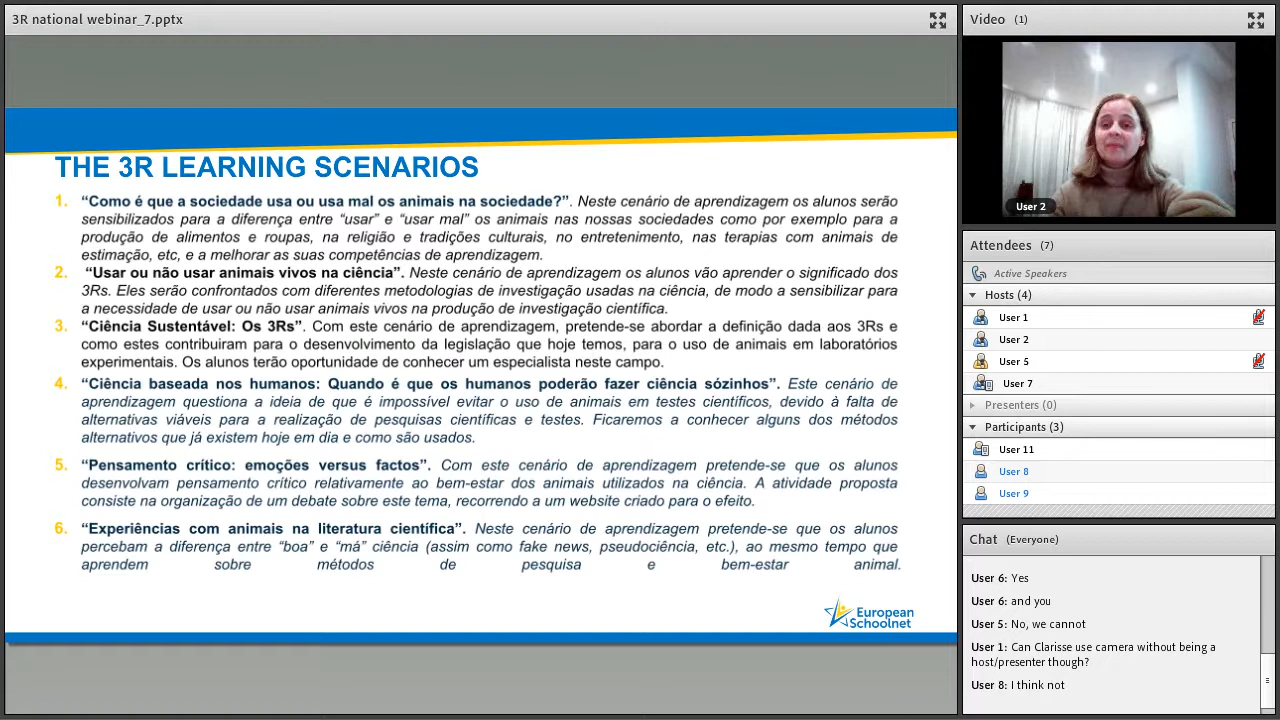 3R national webinar_7.pptx
THE 3R LEARNING SCENARIOS
1. “Como é que a sociedade usa ou usa mal os animais na sociedade?”. Neste cenário de aprendizagem os alunos serão
sensibilizados para a diferença entre “usar” e “usar mal” os animais nas nossas sociedades como por exemplo para a
produção de alimentos e roupas, na religião e tradições culturais, no entretenimento, nas terapias com animais de
estimação, etc, e a melhorar as suas competências de aprendizagem.
2. “Usar ou não usar animais vivos na ciência”. Neste cenário de aprendizagem os alunos vão aprender o significado dos
3Rs. Eles serão confrontados com diferentes metodologias de investigação usadas na ciência, de modo a sensibilizar para
a necessidade de usar ou não usar animais vivos na produção de investigação científica.
3. “Ciência Sustentável: Os 3Rs”. Com este cenário de aprendizagem, pretende-se abordar a definição dada aos 3Rs e
como estes contribuiram para o desenvolvimento da legislação que hoje temos, para o uso de animais em laboratórios
experimentais. Os alunos terão oportunidade de conhecer um especialista neste campo.
4. “Ciência baseada nos humanos: Quando é que os humanos poderão fazer ciência sózinhos”. Este cenário de
aprendizagem questiona a ideia de que é impossível evitar o uso de animais em testes científicos, devido à falta de
alternativas viáveis para a realização de pesquisas científicas e testes. Ficaremos a conhecer alguns dos métodos
alternativos que já existem hoje em dia e como são usados.
5. “Pensamento crítico: emoções versus factos”. Com este cenário de aprendizagem pretende-se que os alunos
desenvolvam pensamento crítico relativamente ao bem-estar dos animais utilizados na ciência. A atividade proposta
consiste na organização de um debate sobre este tema, recorrendo a um website criado para o efeito.
6. “Experiências com animais na literatura científica”. Neste cenário de aprendizagem pretende-se que os alunos
percebam a diferença entre “boa” e “má” ciência (assim como fake news, pseudociência, etc.), ao mesmo tempo que
aprendem sobre métodos de pesquisa e bem-estar animal.
European
Schoolnet
Video (1)
User 2
Attendees (7)
Active Speakers
Hosts (4)
User 1
User 2
User 5
User 7
Presenters (0)
Participants (3)
User 11
User 8
User 9
Chat (Everyone)
User 6: Yes
User 6: and you
User 5: No, we cannot
User 1: Can Clarisse use camera without being a
host/presenter though?
User 8: I think not